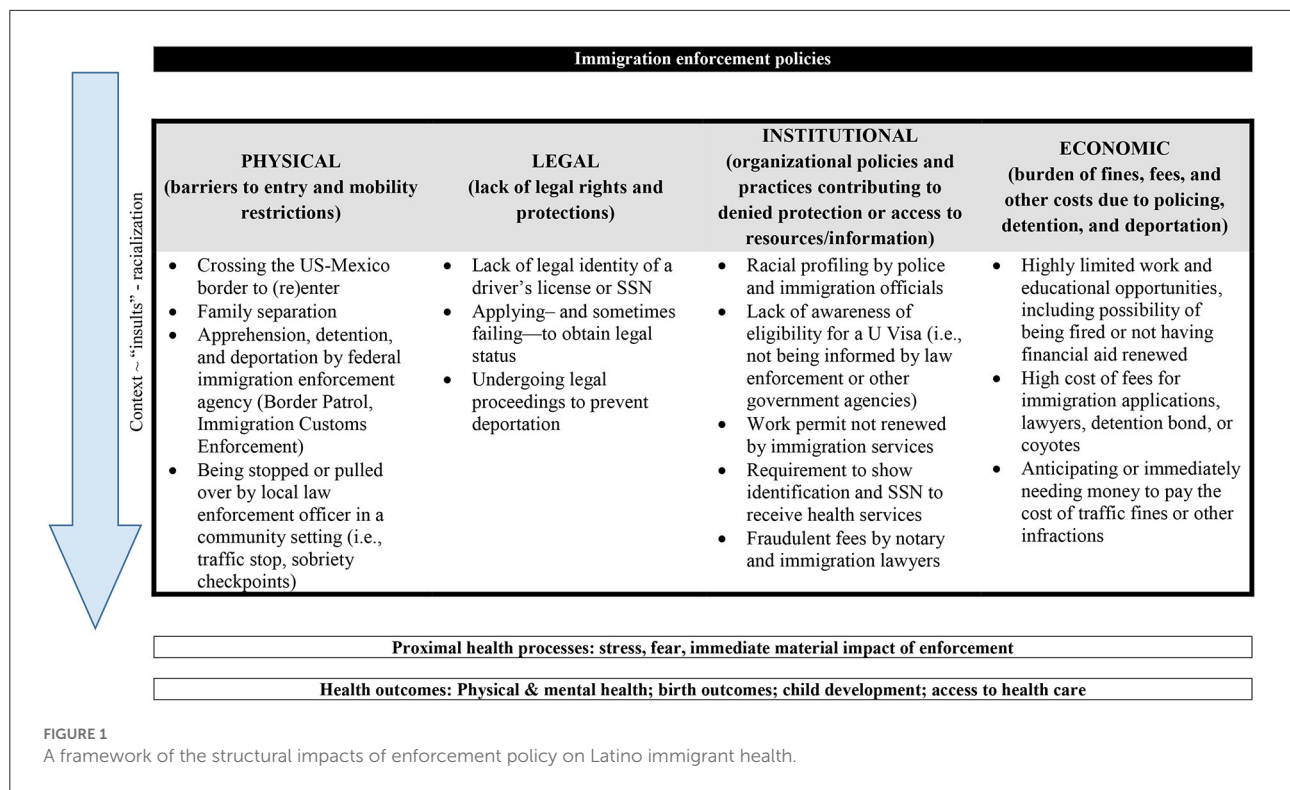 Immigration enforcement policies
Context ~ “insults” - racialization
PHYSICAL
(barriers to entry and mobility
restrictions)
LEGAL
(lack of legal rights and
protections)
INSTITUTIONAL
(organizational policies and
practices contributing to
denied protection or access to
resources/information)
ECONOMIC
(burden of fines, fees, and
other costs due to policing,
detention, and deportation)
• Crossing the US-Mexico
border to (re)enter
• Family separation
• Apprehension, detention,
and deportation by federal
immigration enforcement
agency (Border Patrol,
Immigration Customs
Enforcement)
• Being stopped or pulled
over by local law
enforcement officer in a
community setting (i.e.,
traffic stop, sobriety
checkpoints)
• Lack of legal identity of a
driver’s license or SSN
• Applying– and sometimes
failing—to obtain legal
status
• Undergoing legal
proceedings to prevent
deportation
• Racial profiling by police
and immigration officials
• Lack of awareness of
eligibility for a U Visa (i.e.,
not being informed by law
enforcement or other
government agencies)
• Work permit not renewed
by immigration services
• Requirement to show
identification and SSN to
receive health services
• Fraudulent fees by notary
and immigration lawyers
• Highly limited work and
educational opportunities,
including possibility of
being fired or not having
financial aid renewed
• High cost of fees for
immigration applications,
lawyers, detention bond, or
coyotes
• Anticipating or immediately
needing money to pay the
cost of traffic fines or other
infractions
Proximal health processes: stress, fear, immediate material impact of enforcement
Health outcomes: Physical & mental health; birth outcomes; child development; access to health care
FIGURE 1
A framework of the structural impacts of enforcement policy on Latino immigrant health.